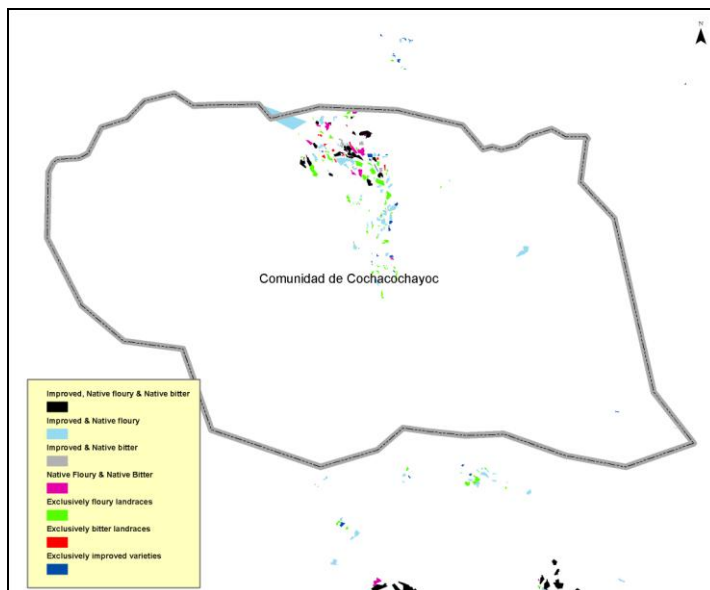 N
Comunidad de Cochacochayoc
Improved, Native floury & Native bitter
Improved & Native floury
Improved & Native bitter
Native Floury & Native Bitter
Exclusively floury landraces
Exclusively bitter landraces
Exclusively improved varieties